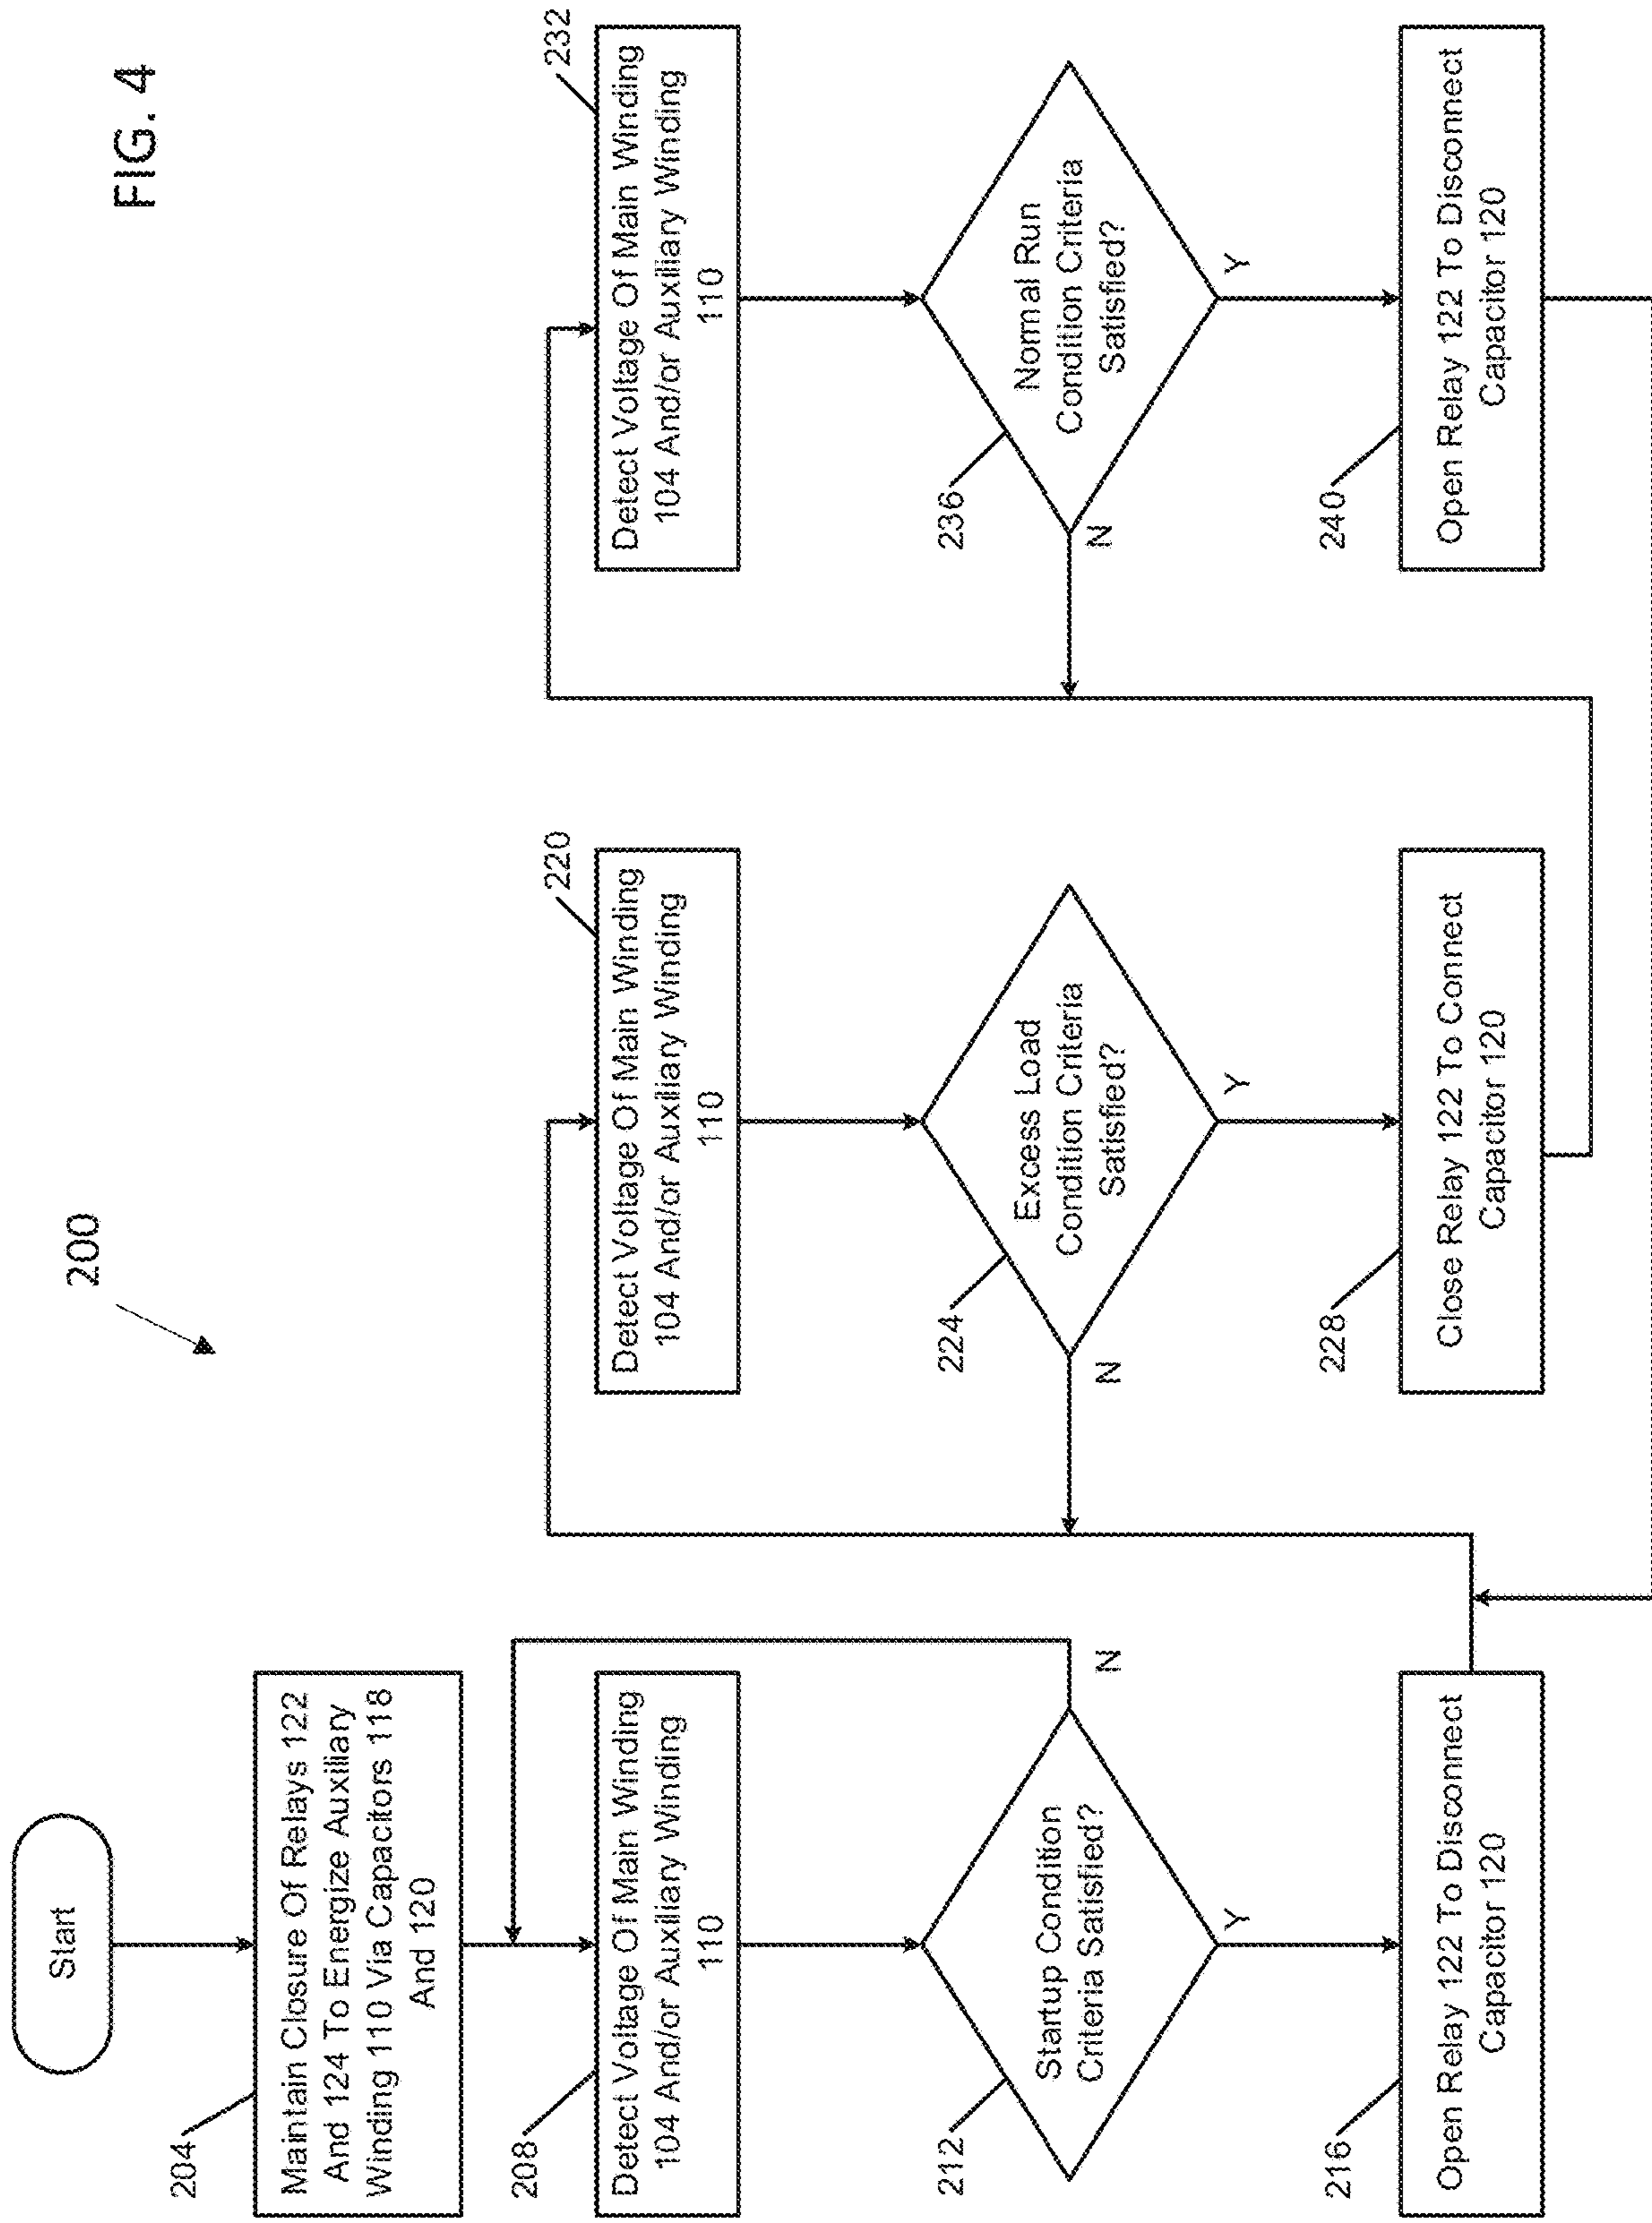 FIG. 4
200
Start
204
Maintain Closure Of Relays 122
And 124 To Energize Auxiliary
Winding 110 Via Capacitors 118
And 120
208
Detect Voltage Of Main Winding
104 And/or Auxiliary Winding
110
212
Startup Condition
Criteria Satisfied?
N
Y
216
Open Relay 122 To Disconnect
Capacitor 120
220
Detect Voltage Of Main Winding
104 And/or Auxiliary Winding
110
224
Excess Load
Condition Criteria
Satisfied?
N
Y
228
Close Relay 122 To Connect
Capacitor 120
232
Detect Voltage Of Main Winding
104 And/or Auxiliary Winding
110
236
Normal Run
Condition Criteria
Satisfied?
N
Y
240
Open Relay 122 To Disconnect
Capacitor 120